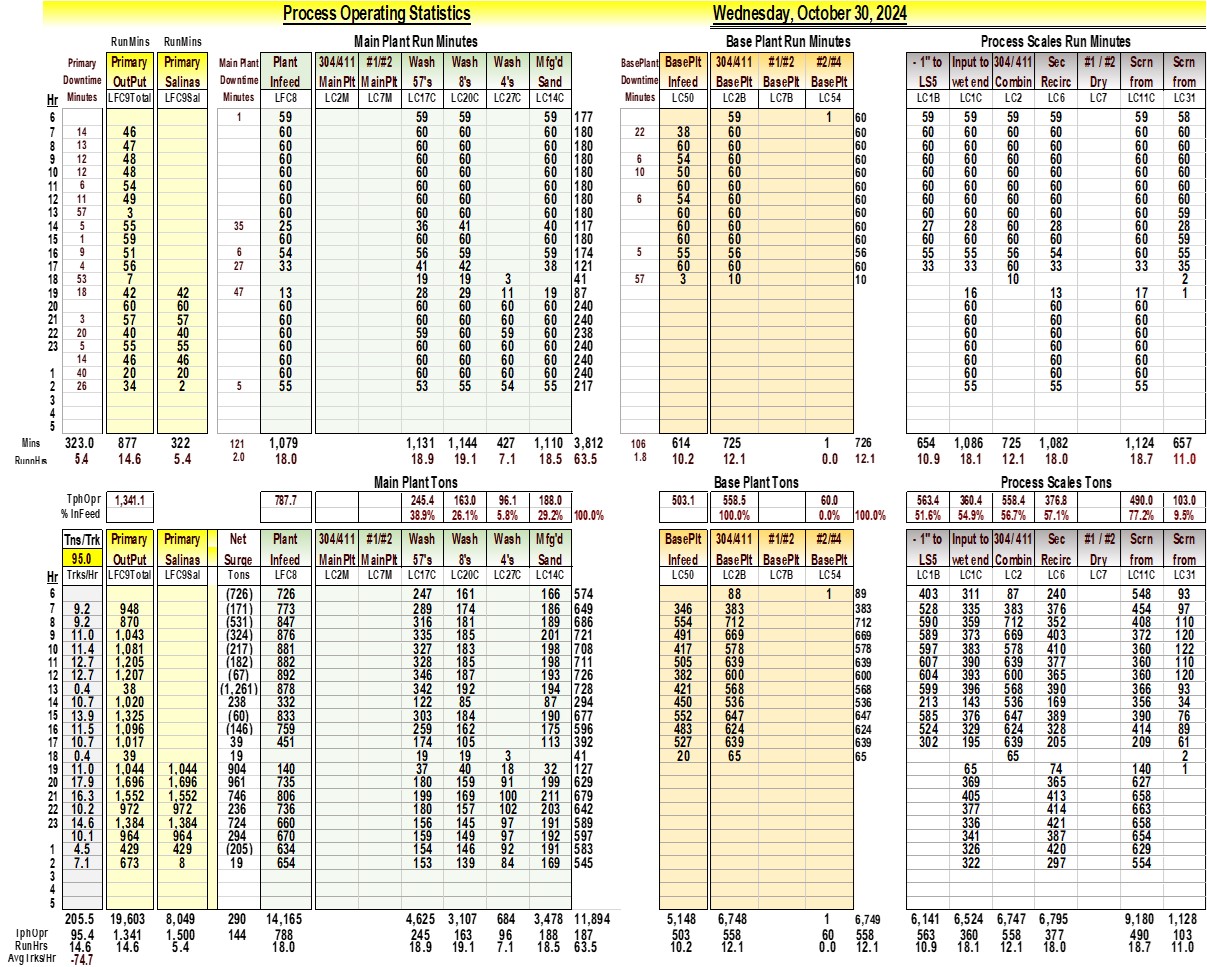 Process Operating Statistics Wednesday, October 30, 2024
RunMins RunMins Main Plant Run Minutes Base Plant Run Minutes Process Scales Run Minutes
Primary Primary Primary Main Plant Plant 304/411 #1/#2 Wash Wash Wash Mfg'd BasePlant BasePlt 304/411 #1/#2 #2/#4 - 1" to Input to 304/411 Sec #1 / #2 Scrn Scrn
Downtime OutPut Salinas Downtime Infeed MainPlt MainPlt 57's 8's 4's Sand Downtime Infeed BasePlt BasePlt BasePlt LS5 wet end Combin Recirc Dry from from
Hr Minutes LFC9Total LFC9Sal Minutes LFC8 LC2M LC7M LC17C LC20C LC27C LC14C Minutes LC50 LC2B LC7B LC54 LC1B LC1C LC2 LC6 LC7 LC11C LC31
6 1 59 59 59 59 177 59 1 60 59 59 59 59 59 58
7 14 46 60 60 60 60 180 22 38 60 60 60 60 60 60 60 60
8 13 47 60 60 60 60 180 60 60 60 60 60 60 60 60 60
9 12 48 60 60 60 60 180 6 54 60 60 60 60 60 60 60 60
10 12 48 60 60 60 60 180 10 50 60 60 60 60 60 60 60 60
11 6 54 60 60 60 60 180 60 60 60 60 60 60 60 60 60
12 11 49 60 60 60 60 180 6 54 60 60 60 60 60 60 60 60
13 57 3 60 60 60 60 180 60 60 60 60 60 60 60 60 59
14 5 55 35 25 36 41 40 117 60 60 60 27 28 60 28 60 28
15 1 59 60 60 60 60 180 60 60 60 60 60 60 60 60 59
16 9 51 6 54 56 59 59 174 5 55 56 56 55 55 56 54 60 55
17 4 56 27 33 41 42 38 121 60 60 60 33 33 60 33 33 35
18 53 7 19 19 3 41 57 3 10 10 10 2
19 18 42 42 47 13 28 29 11 19 87 16 13 17 1
20 60 60 60 60 60 60 60 240 60 60 60
21 3 57 57 60 60 60 60 60 240 60 60 60
22 20 40 40 60 59 60 59 60 238 60 60 60
23 5 55 55 60 60 60 60 60 240 60 60 60
14 46 46 60 60 60 60 60 240 60 60 60
1 40 20 20 60 60 60 60 60 240 60 60 60
2 26 34 2 5 55 53 55 54 55 217 55 55 55
3
4
5
Mins 323.0 877 322 121 1,079 1,131 1,144 427 1,110 3,812 106 614 725 1 726 654 1,086 725 1,082 1,124 657
RunnHrs 5.4 14.6 5.4 2.0 18.0 18.9 19.1 7.1 18.5 63.5 1.8 10.2 12.1 0.0 12.1 10.9 18.1 12.1 18.0 18.7 11.0
Main Plant Tons Base Plant Tons Process Scales Tons
TphOpr 1,341.1 787.7 245.4 163.0 96.1 188.0 503.1 558.5 60.0 563.4 360.4 558.4 376.8 490.0 103.0
% InFeed 38.9% 26.1% 5.8% 29.2% 100.0% 100.0% 0.0% 100.0% 51.6% 54.9% 56.7% 57.1% 77.2% 9.5%
Tns/Trk Primary Primary Net Plant 304/411 #1/#2 Wash Wash Wash Mfg'd BasePlt 304/411 #1/#2 #2/#4 - 1" to Input to 304/411 Sec #1 / #2 Scrn Scrn
95.0 OutPut Salinas Surge Infeed MainPlt MainPlt 57's 8's 4's Sand Infeed BasePlt BasePlt BasePlt LS5 wet end Combin Recirc Dry from from
Hr Trks/Hr LFC9Total LFC9Sal Tons LFC8 LC2M LC7M LC17C LC20C LC27C LC14C LC50 LC2B LC7B LC54 LC1B LC1C LC2 LC6 LC7 LC11C LC31
6 (726) 726 247 161 166 574 88 1 89 403 311 87 240 548 93
7 9.2 948 (171) 773 289 174 186 649 346 383 383 528 335 383 376 454 97
8 9.2 870 (531) 847 316 181 189 686 554 712 712 590 359 712 352 408 110
9 11.0 1,043 (324) 876 335 185 201 721 491 669 669 589 373 669 403 372 120
10 11.4 1,081 (217) 881 327 183 198 708 417 578 578 597 383 578 410 360 122
11 12.7 1,205 (182) 882 328 185 198 711 505 639 639 607 390 639 377 360 110
12 12.7 1,207 (67) 892 346 187 193 726 382 600 600 604 393 600 365 360 120
13 0.4 38 (1,261) 878 342 192 194 728 421 568 568 599 396 568 390 366 93
14 10.7 1,020 238 332 122 85 87 294 450 536 536 213 143 536 169 356 34
15 13.9 1,325 (60) 833 303 184 190 677 552 647 647 585 376 647 389 390 76
16 11.5 1,096 (146) 759 259 162 175 596 483 624 624 524 329 624 328 414 89
17 10.7 1,017 39 451 174 105 113 392 527 639 639 302 195 639 205 209 61
18 0.4 39 19 19 19 3 41 20 65 65 65 2
19 11.0 1,044 1,044 904 140 37 40 18 32 127 65 74 140 1
20 17.9 1,696 1,696 961 735 180 159 91 199 629 369 365 627
21 16.3 1,552 1,552 746 806 199 169 100 211 679 405 413 658
22 10.2 972 972 236 736 180 157 102 203 642 377 414 663
23 14.6 1,384 1,384 724 660 156 145 97 191 589 336 421 658
10.1 964 964 294 670 159 149 97 192 597 341 387 654
1 4.5 429 429 (205) 634 154 146 92 191 583 326 420 629
2 7.1 673 8 19 654 153 139 84 169 545 322 297 554
3
4
5
205.5 19,603 8,049 290 14,165 4,625 3,107 684 3,478 11,894 5,148 6,748 1 6,749 6,141 6,524 6,747 6,795 9,180 1,128
TphOpr 95.4 1,341 1,500 144 788 245 163 96 188 187 503 558 60 558 563 360 558 377 490 103
RunHrs 14.6 14.6 5.4 18.0 18.9 19.1 7.1 18.5 63.5 10.2 12.1 0.0 12.1 10.9 18.1 12.1 18.0 18.7 11.0
Avg Trks/Hr -74.7